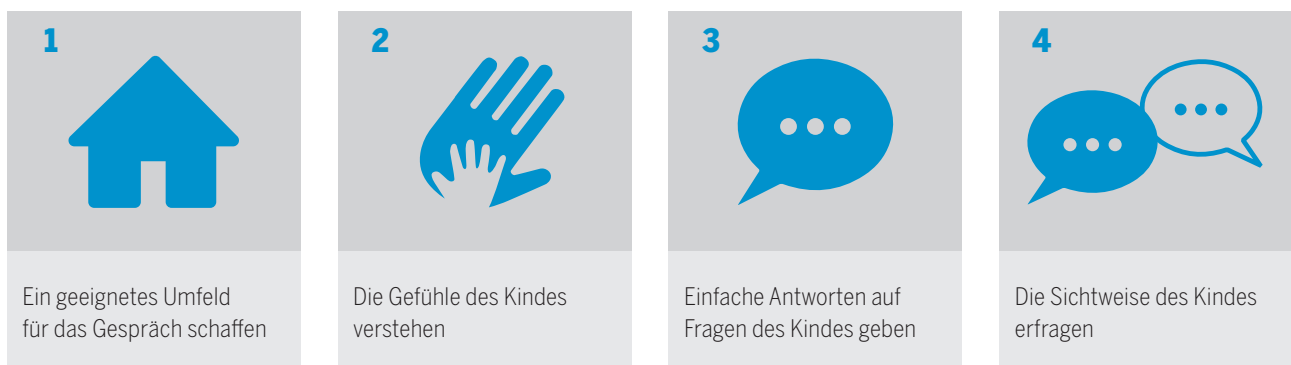 1
Ein geeignetes Umfeld
für das Gespräch schaffen
2
Die Gefühle des Kindes
verstehen
3
Einfache Antworten auf
Fragen des Kindes geben
4
Die Sichtweise des Kindes
erfragen